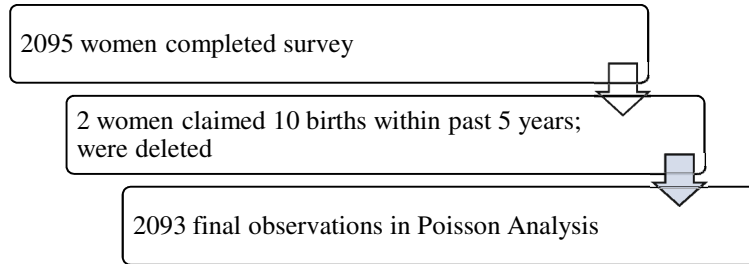 2095 women completed survey
2 women claimed 10 births within past 5 years;
were deleted
2093 final observations in Poisson Analysis